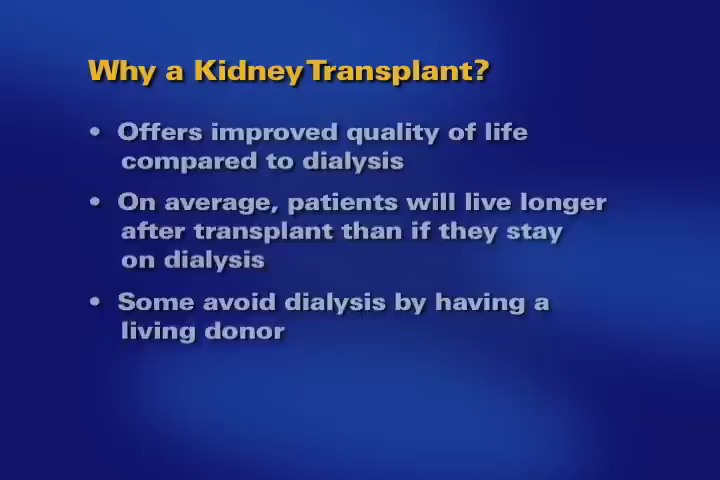 Why a Kidney Transplant?
• Offers improved quality of life
compared to dialysis
• On average, patients will live longer
after transplant than if they stay
on dialysis
• Some avoid dialysis by having a
living donor